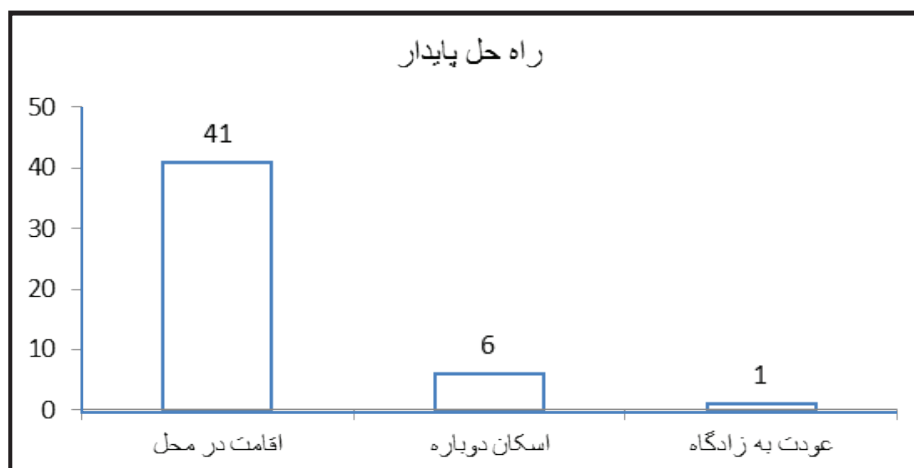 راه حل پایدار
50
41
40
30
20
10
6
1
0
اقامت در محل
اسکان دوباره
عودت به زادگاه